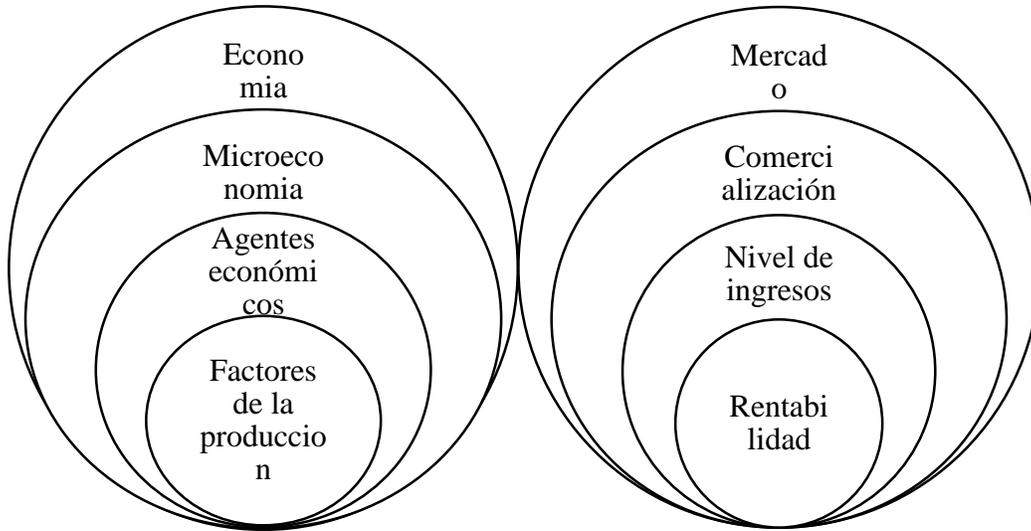 Econo
mia
Microeco
nomia
Agentes
económi
cos
Factores
de la
produccio
n
Mercad
o
Comerci
alización
Nivel de
ingresos
Rentabi
lidad